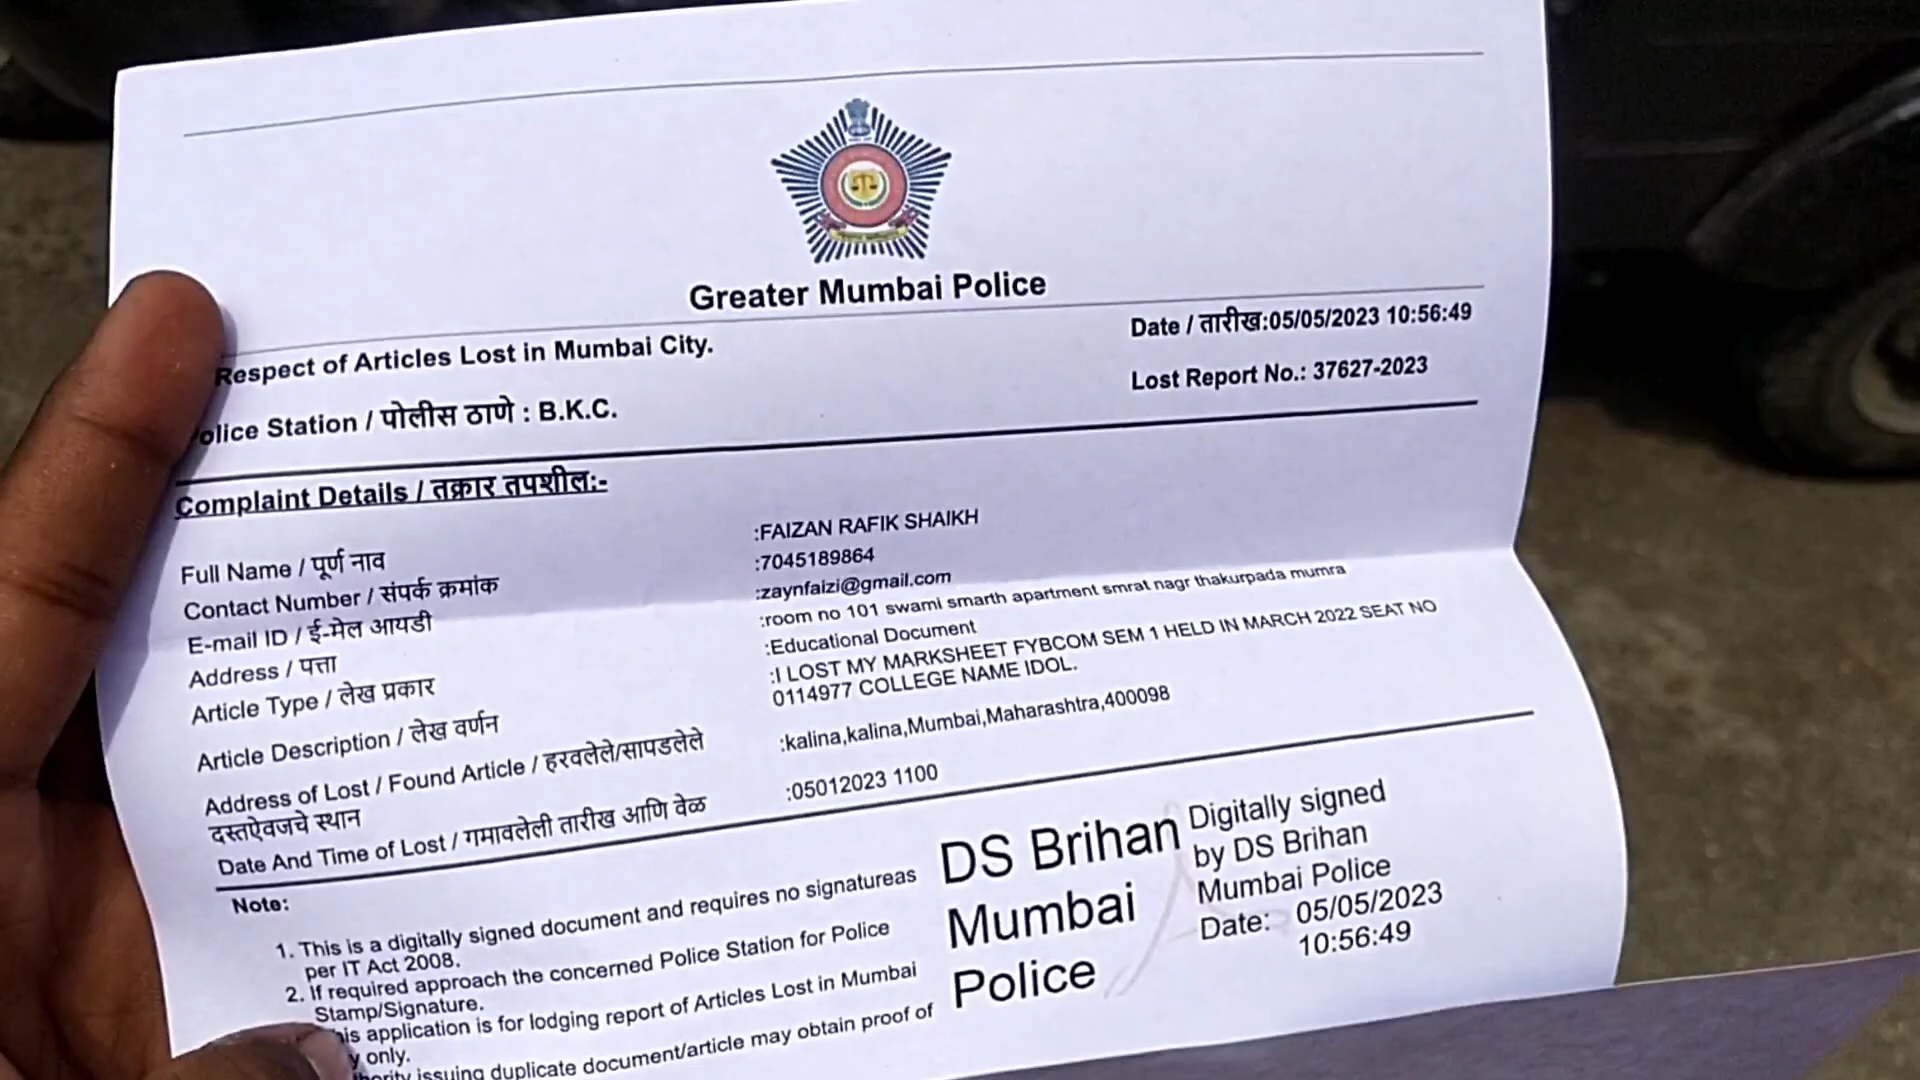 Greater Mumbai Police
Respect of Articles Lost in Mumbai City.
Date / तारीख:05/05/2023 10:56:49
Police Station / पोलीस ठाणे : B.K.C.
Lost Report No.: 37627-2023
Complaint Details / तक्रार तपशील:-
Full Name / पूर्ण नाव :FAIZAN RAFIK SHAIKH
Contact Number / संपर्क क्रमांक :7045189864
E-mail ID / ई-मेल आयडी :zaynfaizi@gmail.com
Address / पत्ता :room no 101 swami smarth apartment smrat nagr thakurpada mumra
Article Type / लेख प्रकार :Educational Document
Article Description / लेख वर्णन :I LOST MY MARKSHEET FYBCOM SEM 1 HELD IN MARCH 2022 SEAT NO
0114977 COLLEGE NAME IDOL.
Address of Lost / Found Article / हरवलेले/सापडलेले :kalina,kalina,Mumbai,Maharashtra,400098
दस्तऐवजचे स्थान
Date And Time of Lost / गमावलेली तारीख आणि वेळ :05012023 1100
Note:
1. This is a digitally signed document and requires no signatureas
per IT Act 2008.
2. If required approach the concerned Police Station for Police
Stamp/Signature.
his application is for lodging report of Articles Lost in Mumbai
y only.
hority issuing duplicate document/article may obtain proof of
DS Brihan
Mumbai
Police
Digitally signed
by DS Brihan
Mumbai Police
Date: 05/05/2023
10:56:49